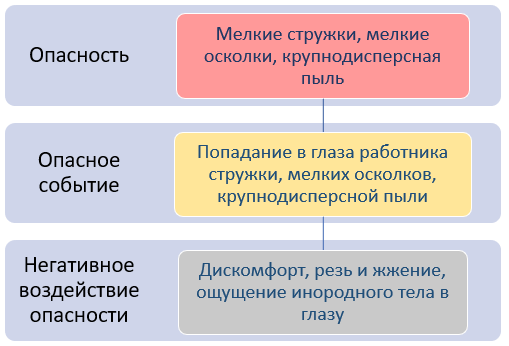 Опасность
Мелкие стружки, мелкие
осколки, крупнодисперсная
пыль
Опасное
событие
Попадание в глаза работника
стружки, мелких осколков,
крупнодисперсной пыли
Негативное
воздействие
опасности
Дискомфорт, резь и жжение,
ощущение инородного тела в
глазу